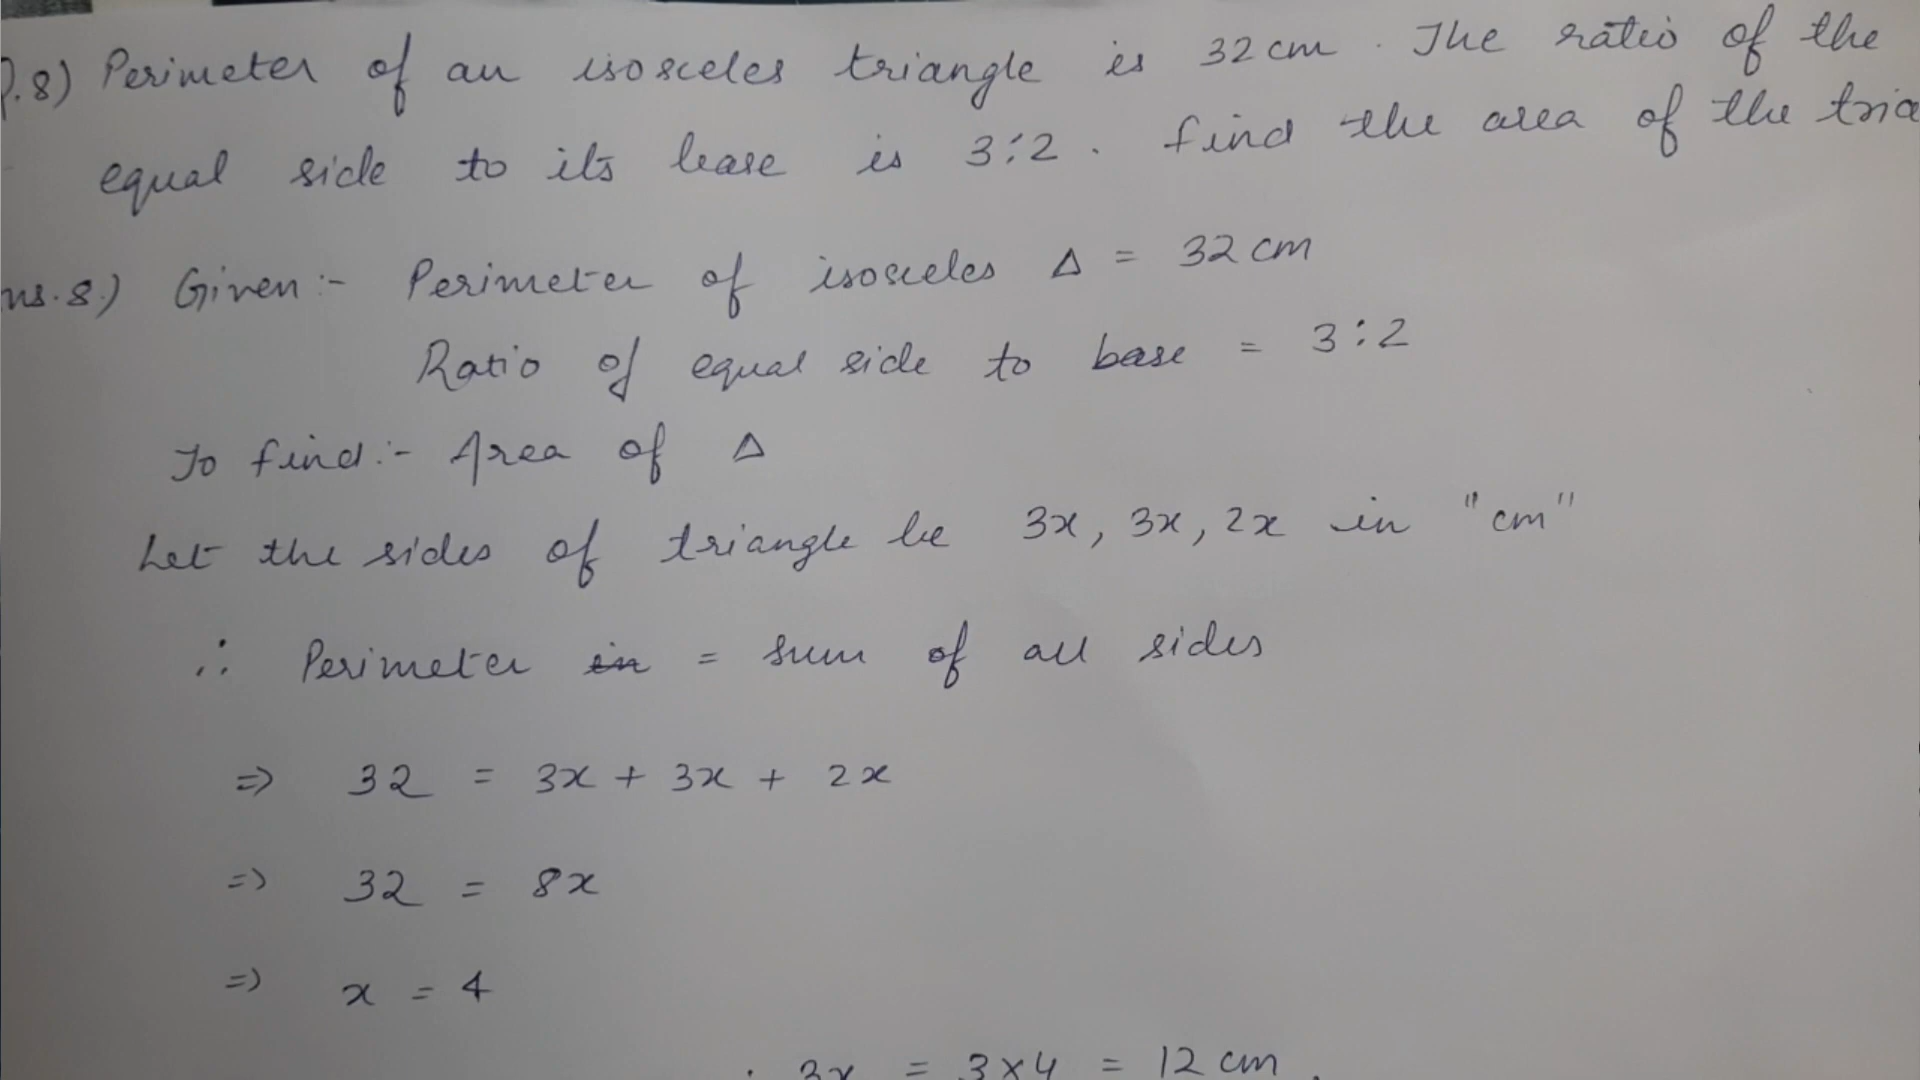 .8) Perimeter of an isosceles triangle is 32 cm. The ratio of the
equal side to its base is 3:2. find the area of the tria
ns.8.) Given :- Perimeter of isosceles Δ = 32 cm
Ratio of equal side to base = 3:2
To find :- Area of Δ
Let the sides of triangle be 3x, 3x, 2x in "cm"
∴ Perimeter in = sum of all sides
=> 32 = 3x + 3x + 2x
=> 32 = 8x
=> x = 4
3x = 3×4 = 12 cm.